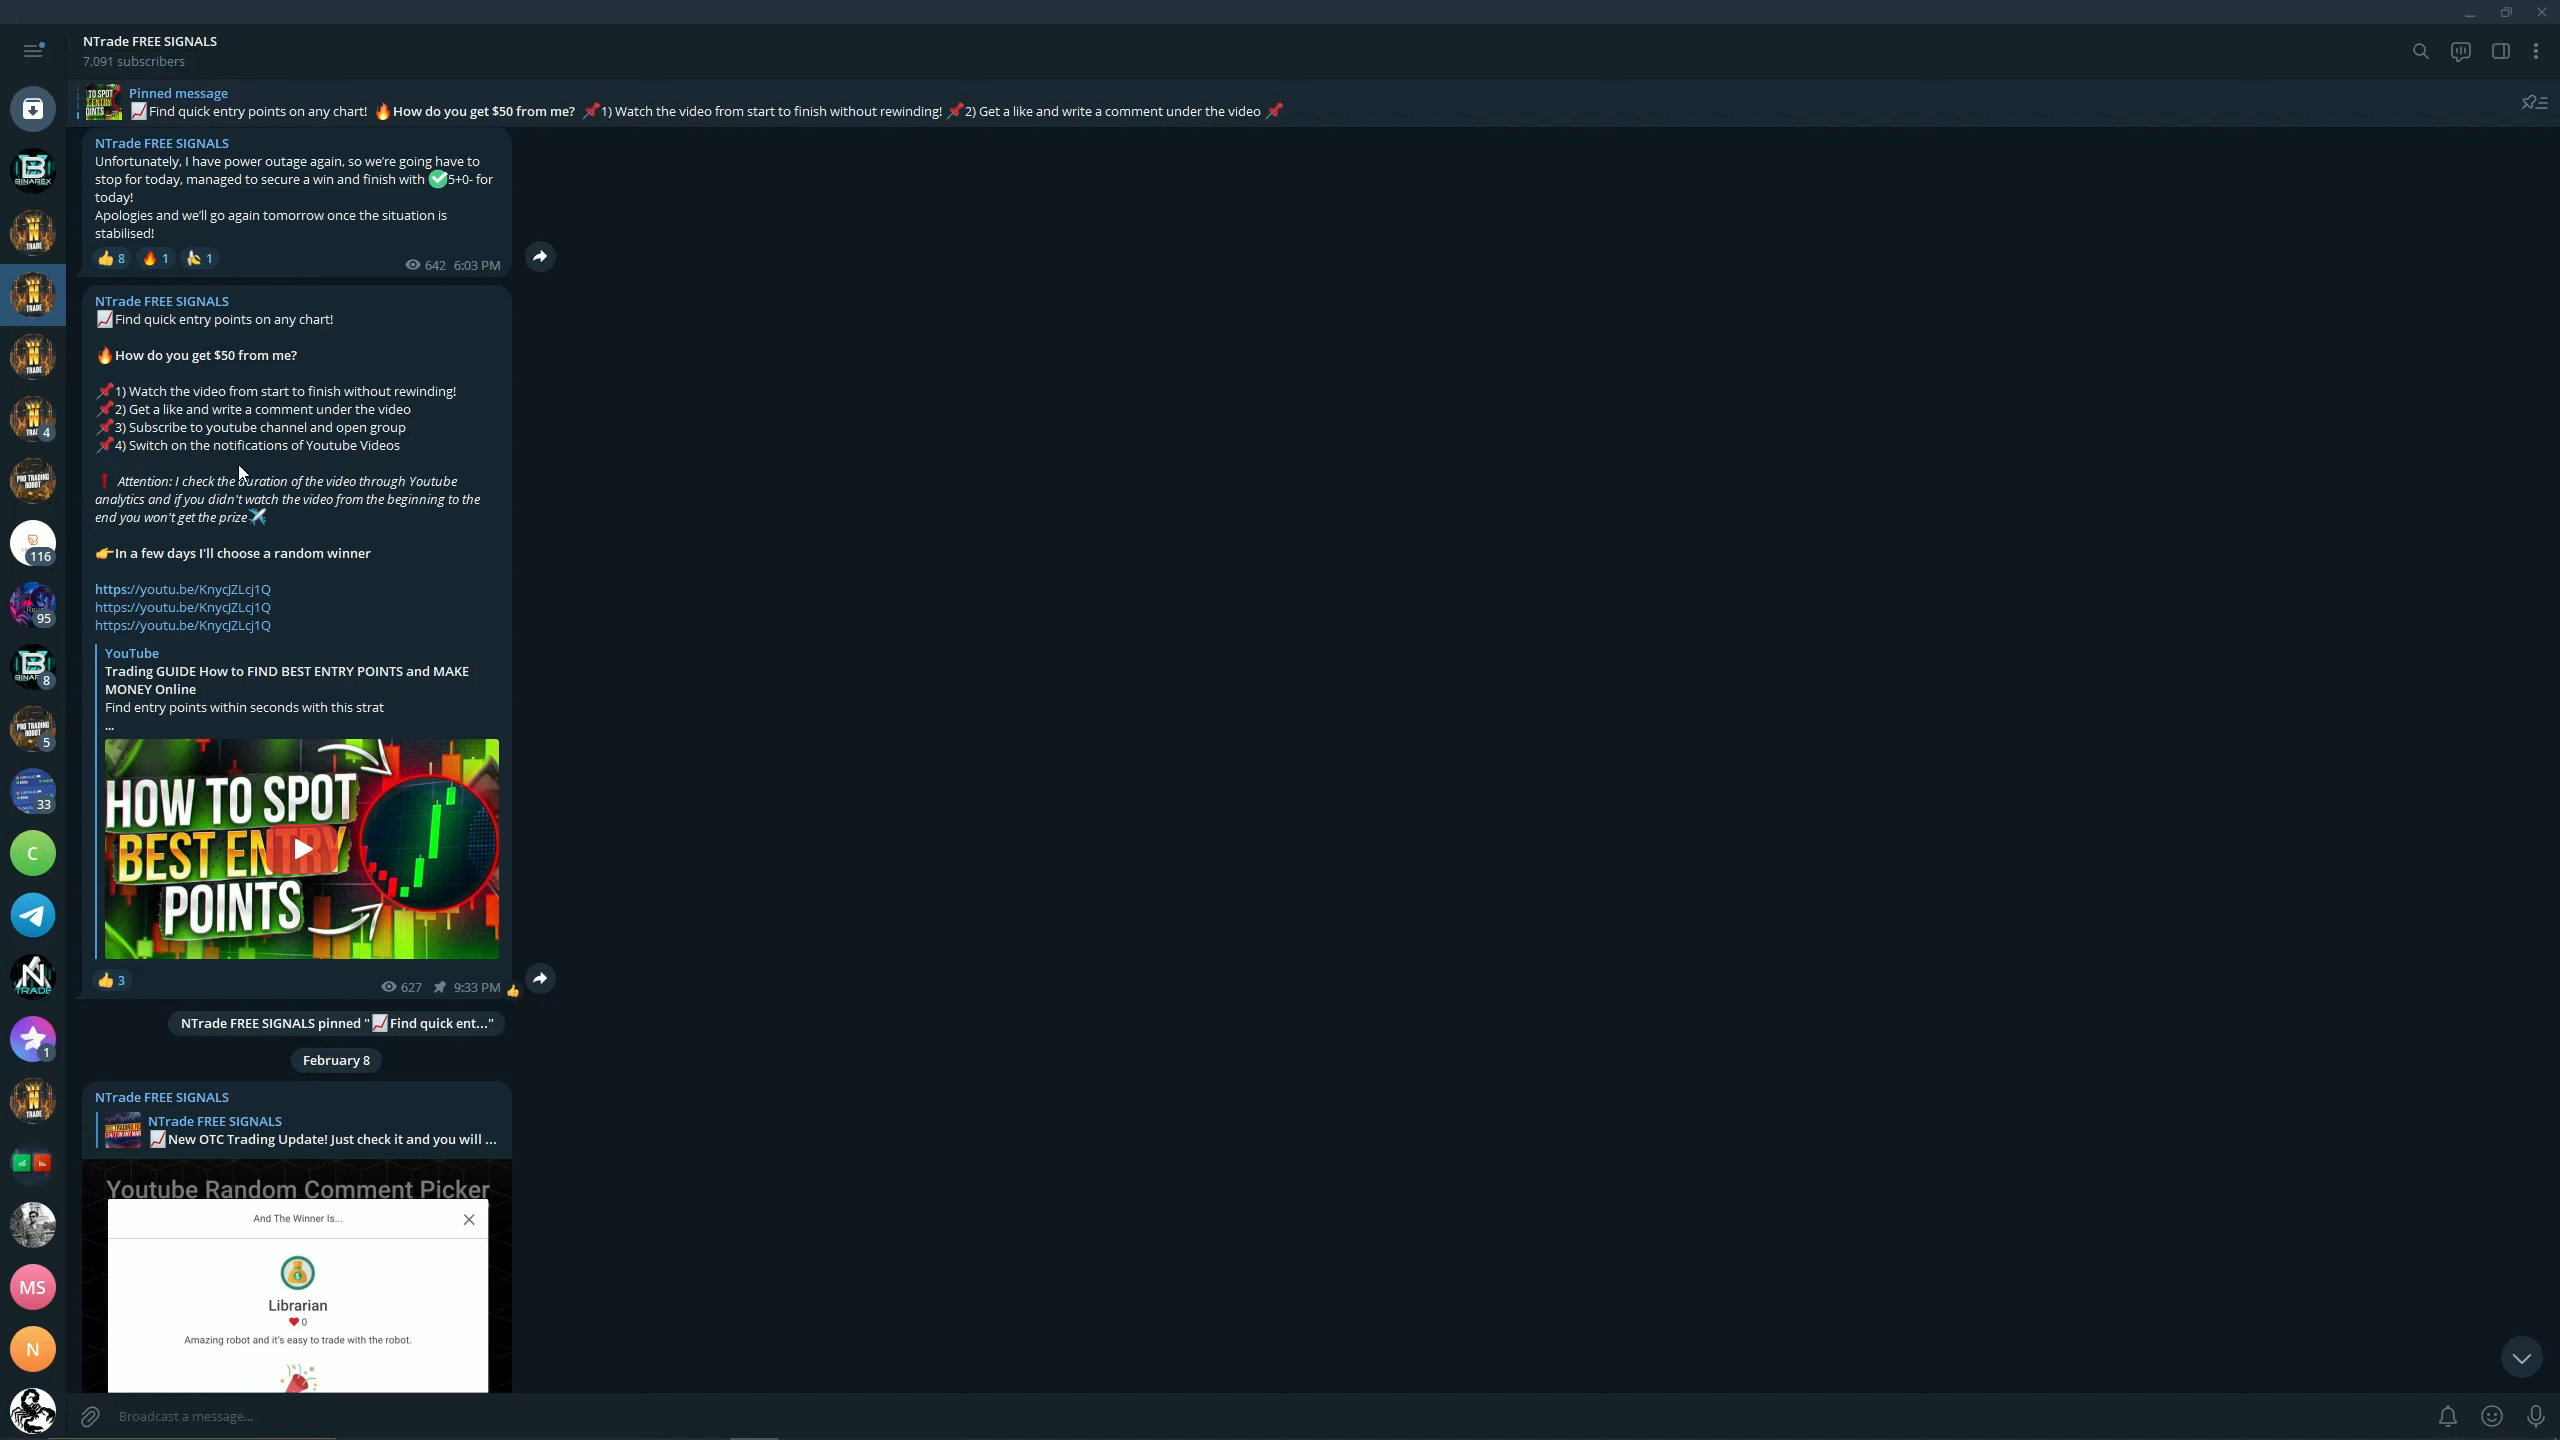 NTrade FREE SIGNALS
7,091 subscribers
Pinned message
📈Find quick entry points on any chart! 🔥How do you get $50 from me? 📌1) Watch the video from start to finish without rewinding! 📌2) Get a like and write a comment under the video 📌
NTrade FREE SIGNALS
Unfortunately, I have power outage again, so we're going have to
stop for today, managed to secure a win and finish with ✅5+0- for
today!
Apologies and we'll go again tomorrow once the situation is
stabilised!
👍 8 🔥 1 🍌 1
642 6:03 PM
NTrade FREE SIGNALS
📈Find quick entry points on any chart!
🔥How do you get $50 from me?
📌1) Watch the video from start to finish without rewinding!
📌2) Get a like and write a comment under the video
📌3) Subscribe to youtube channel and open group
📌4) Switch on the notifications of Youtube Videos
❗ Attention: I check the duration of the video through Youtube
analytics and if you didn't watch the video from the beginning to the
end you won't get the prize✈️
👉In a few days I'll choose a random winner
https://youtu.be/KnycJZLcj1Q
https://youtu.be/KnycJZLcj1Q
https://youtu.be/KnycJZLcj1Q
YouTube
Trading GUIDE How to FIND BEST ENTRY POINTS and MAKE
MONEY Online
Find entry points within seconds with this strat
...
HOW TO SPOT
BEST ENTRY
POINTS
👍 3
627 9:33 PM
NTrade FREE SIGNALS pinned "📈Find quick ent..."
February 8
NTrade FREE SIGNALS
NTrade FREE SIGNALS
📈New OTC Trading Update! Just check it and you will ...
Youtube Random Comment Picker
And The Winner Is...
Librarian
0
Amazing robot and it's easy to trade with the robot.
Broadcast a message...
BINAREX
N TRADE
N TRADE
N TRADE
4
PRO TRADING
ROBOT
116
95
8
PRO TRADING
5
33
C
N TRADE
1
N TRADE
MS
N